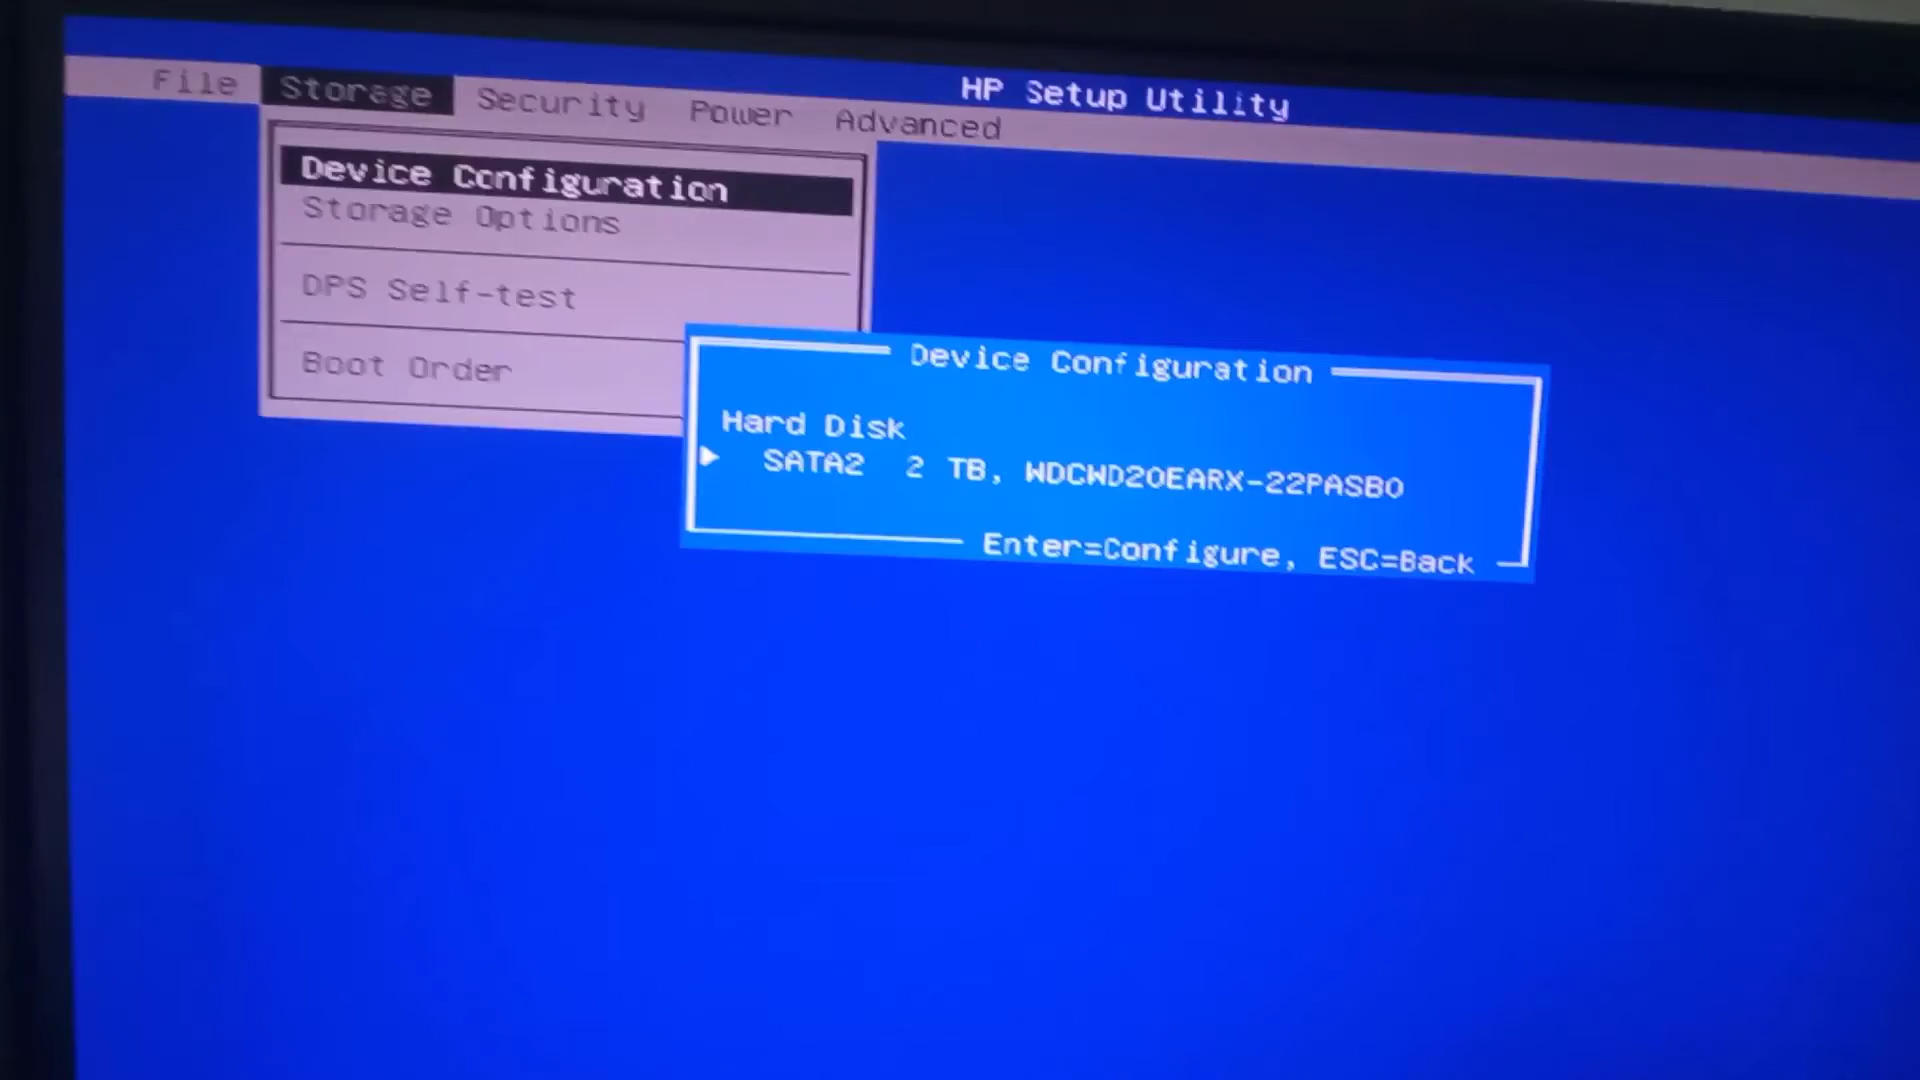 HP Setup Utility
File Storage Security Power Advanced
Device Configuration
Storage Options
DPS Self-test
Boot Order
Device Configuration
Hard Disk
SATA2 2 TB, WDCWD20EARX-22PASB0
Enter=Configure, ESC=Back